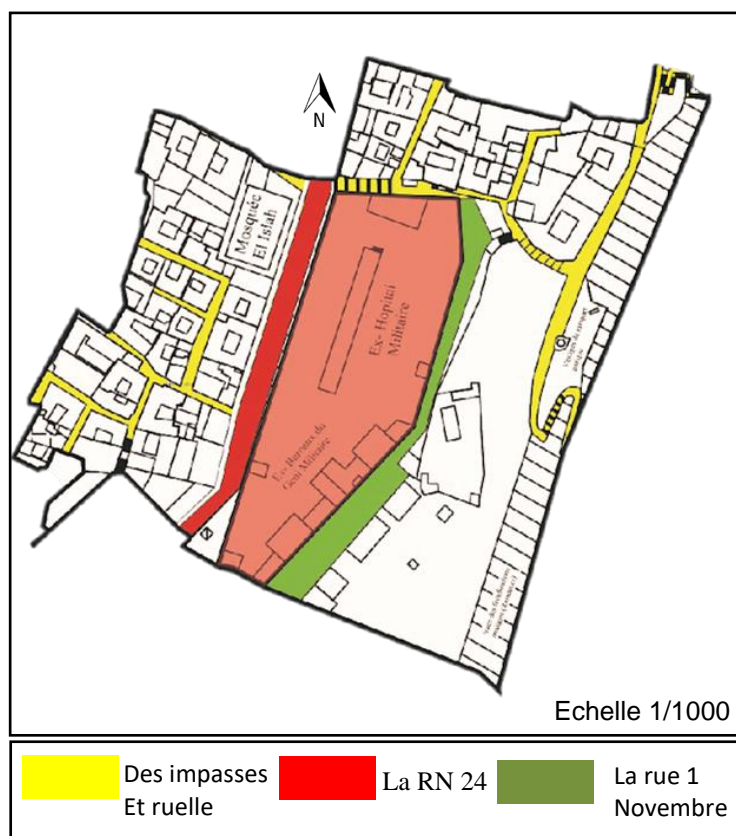 N
Mosquée
El Islah
Ex- Hopital
Militaire
Ex- Bureaux du
Génie Militaire
Echelle 1/1000
Des impasses
Et ruelle
La RN 24
La rue 1
Novembre